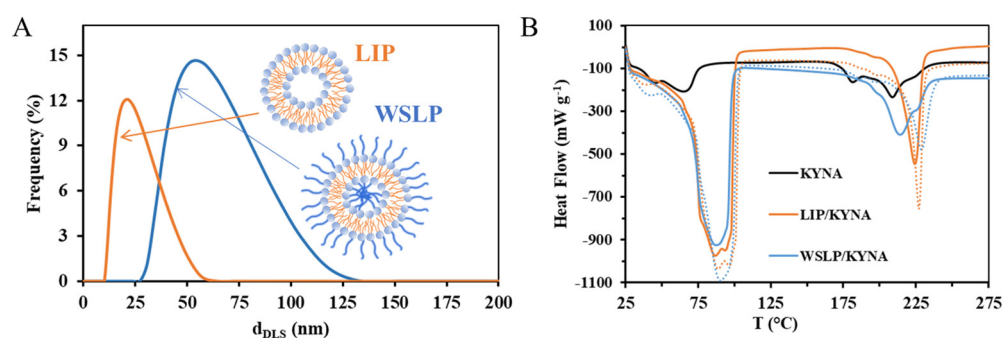 A
15
12
9
6
3
0
Frequency (%)
LIP
WSLP
0 25 50 75 100 125 150 175 200
dDLS (nm)
B
100
-100
-300
-500
-700
-900
-1100
Heat Flow (mW g-1)
KYNA
LIP/KYNA
WSLP/KYNA
25 75 125 175 225 275
T (°C)